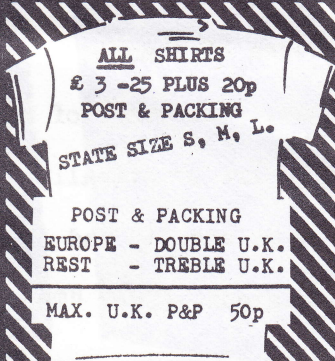 ALL SHIRTS
£ 3 -25 PLUS 20p
POST & PACKING
STATE SIZE S, M, L.
POST & PACKING
EUROPE - DOUBLE U.K.
REST - TREBLE U.K.
MAX. U.K. P&P 50p